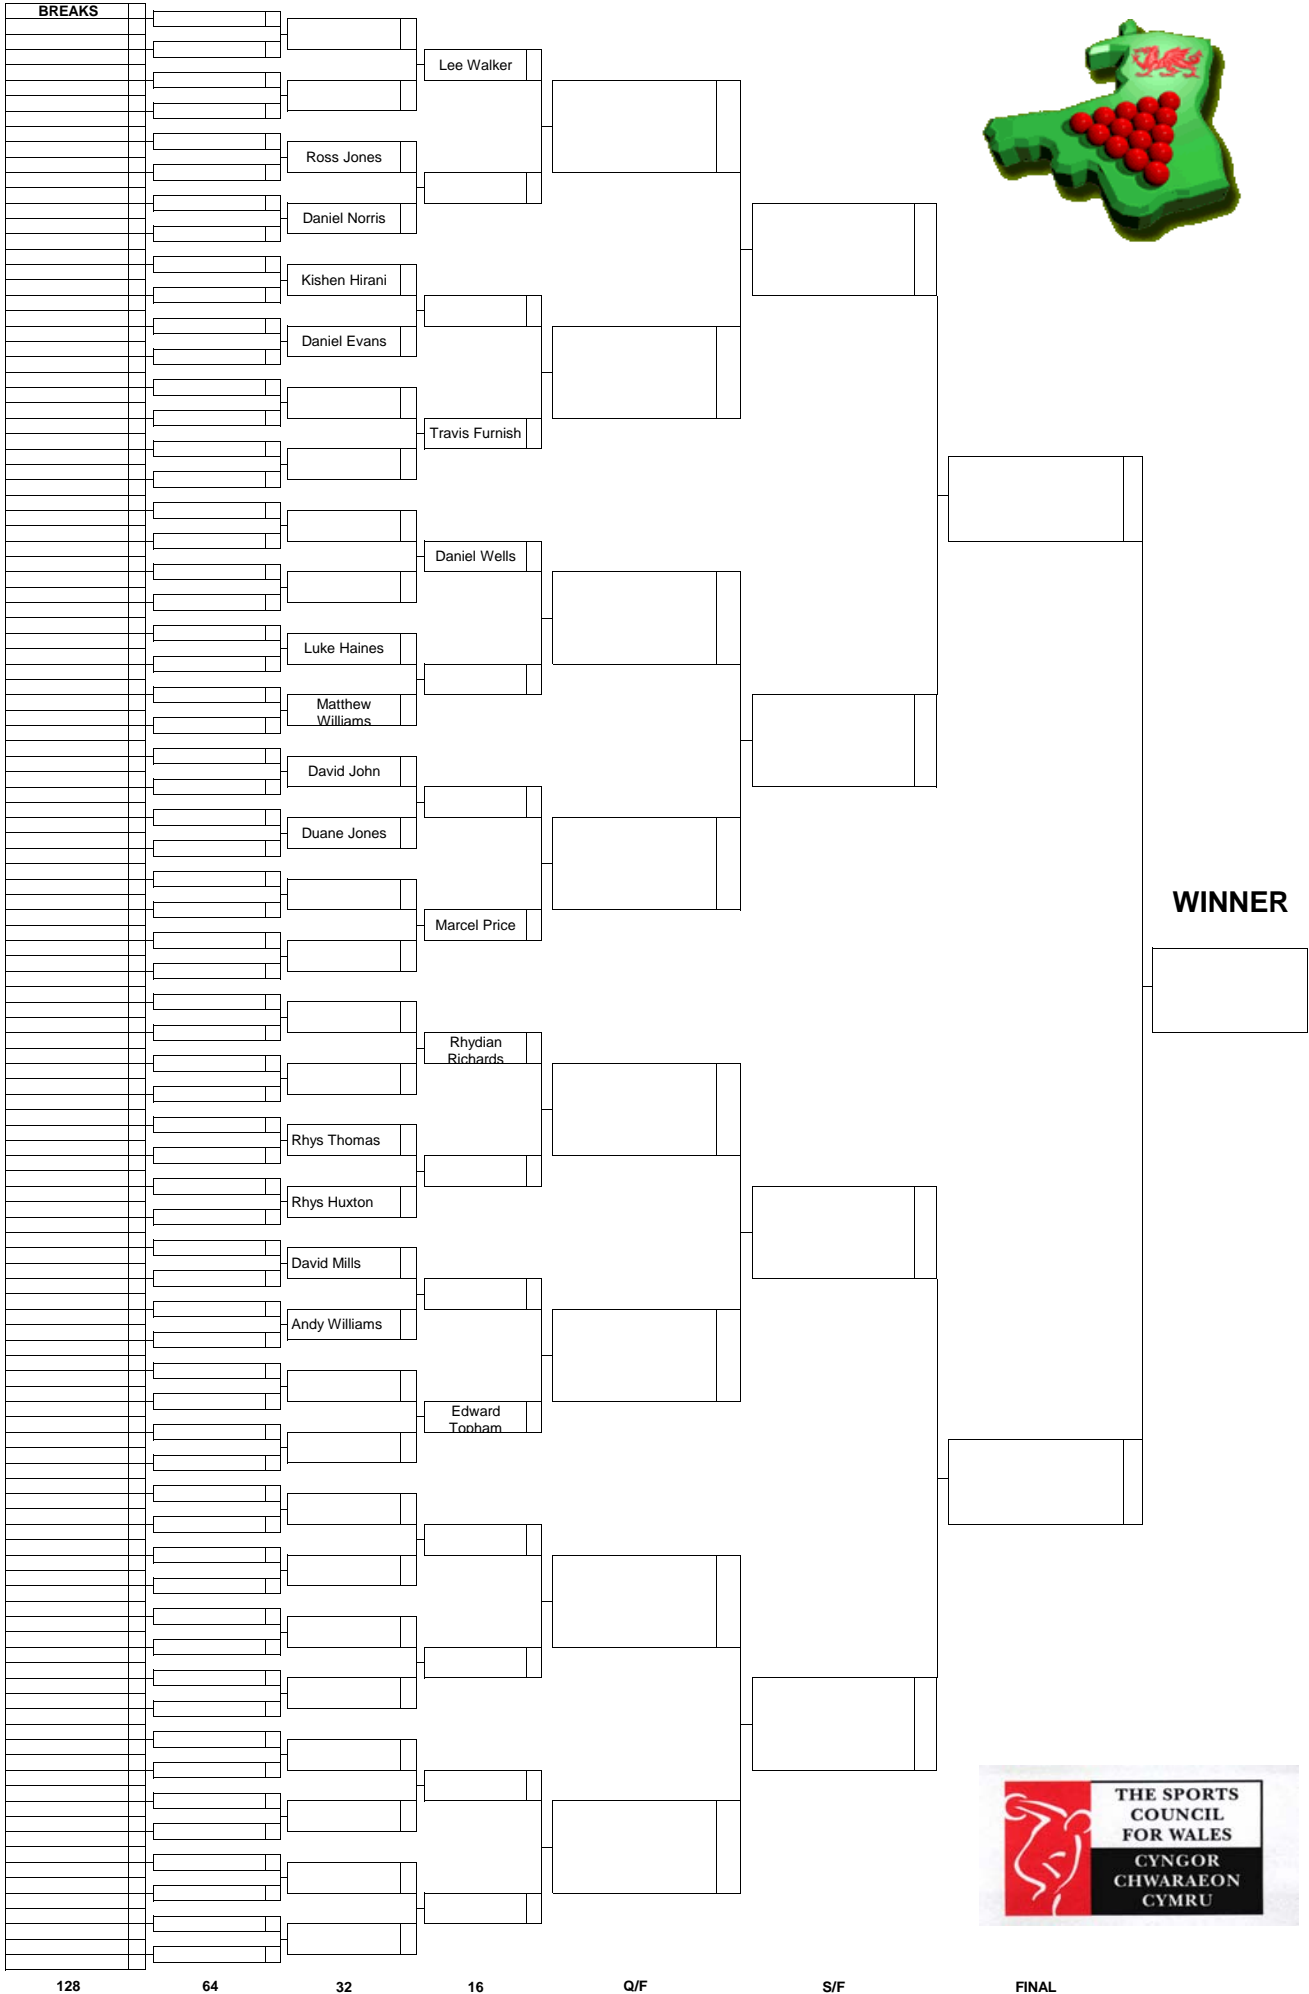 BREAKS
Lee Walker
Ross Jones
Daniel Norris
Kishen Hirani
Daniel Evans
Travis Furnish
Daniel Wells
Luke Haines
Matthew
Williams
David John
Duane Jones
Marcel Price
WINNER
Rhydian
Richards
Rhys Thomas
Rhys Huxton
David Mills
Andy Williams
Edward
Topham
THE SPORTS
COUNCIL
FOR WALES
CYNGOR
CHWARAEON
CYMRU
128
64
32
16
Q/F
S/F
FINAL